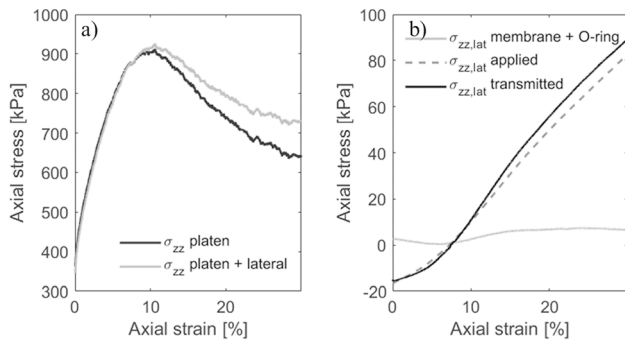 a)
1000
900
800
700
600
500
400
300
0
10
20
Axial stress [kPa]
Axial strain [%]
σzz platen
σzz platen + lateral
b)
100
80
60
40
20
0
-20
0
10
20
Axial stress [kPa]
Axial strain [%]
σzz,lat membrane + O-ring
σzz,lat applied
σzz,lat transmitted